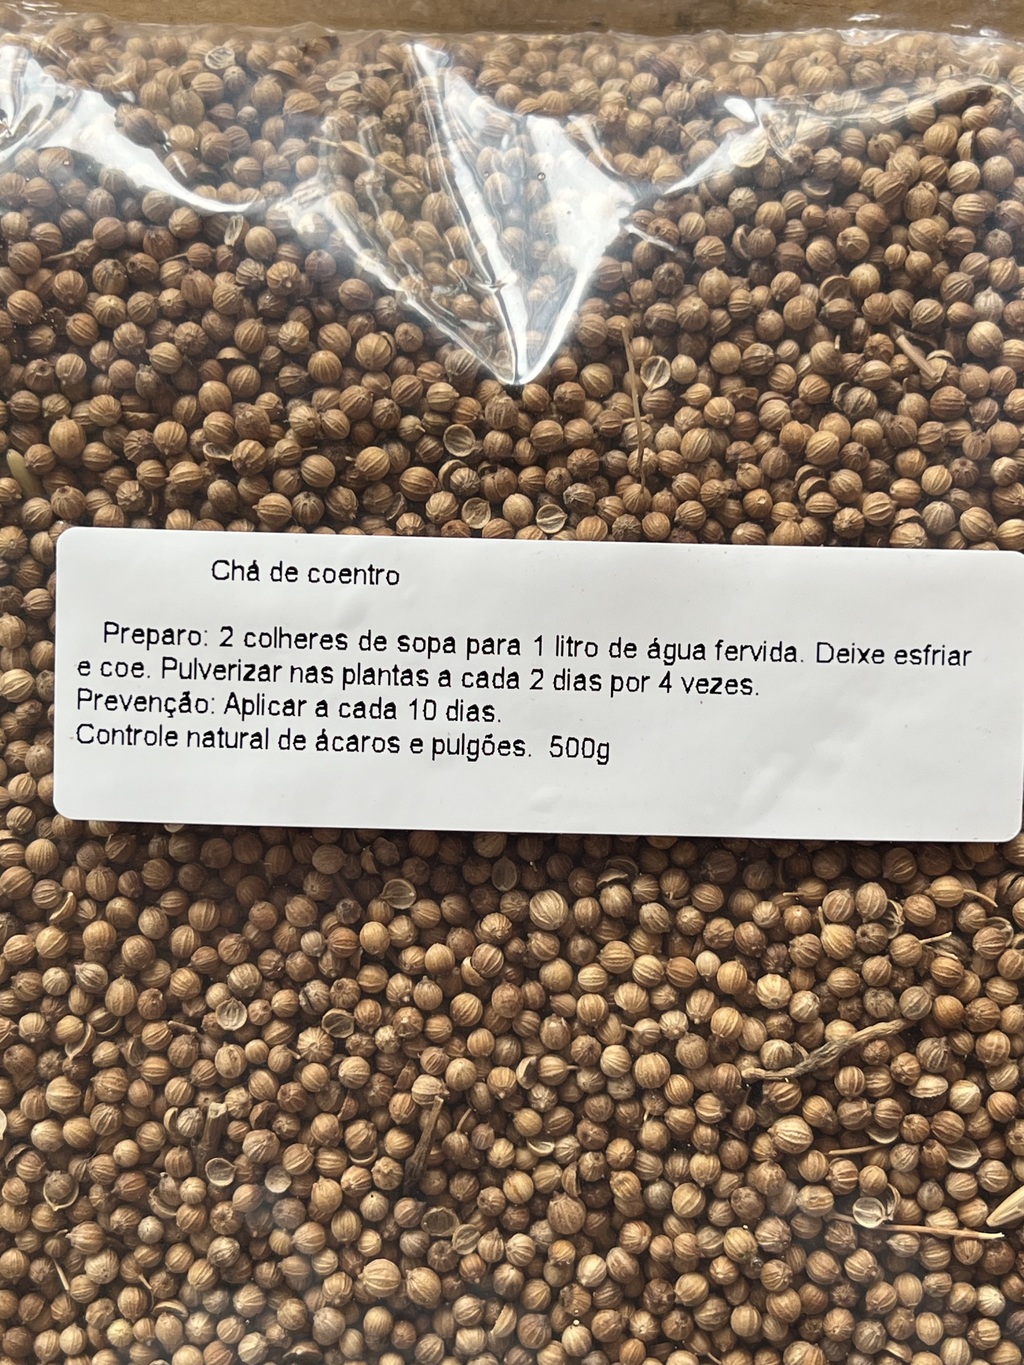 Chá de coentro
Preparo: 2 colheres de sopa para 1 litro de água fervida. Deixe esfriar
e coe. Pulverizar nas plantas a cada 2 dias por 4 vezes.
Prevenção: Aplicar a cada 10 dias.
Controle natural de ácaros e pulgões. 500g